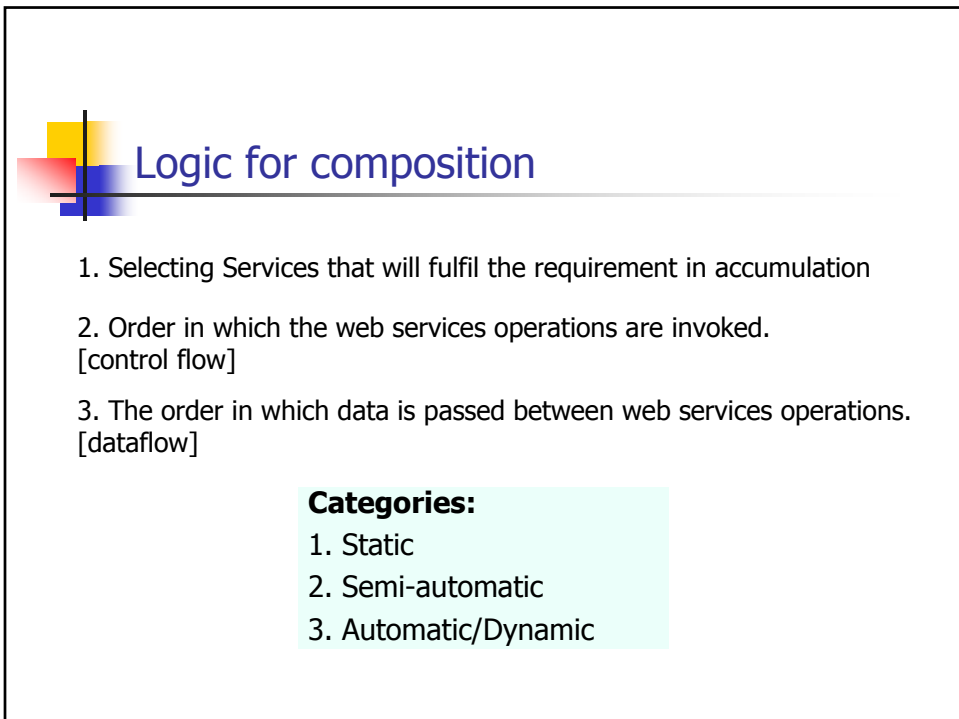 Logic for composition
1. Selecting Services that will fulfil the requirement in accumulation
2. Order in which the web services operations are invoked.
[control flow]
3. The order in which data is passed between web services operations.
[dataflow]
Categories:
1. Static
2. Semi-automatic
3. Automatic/Dynamic